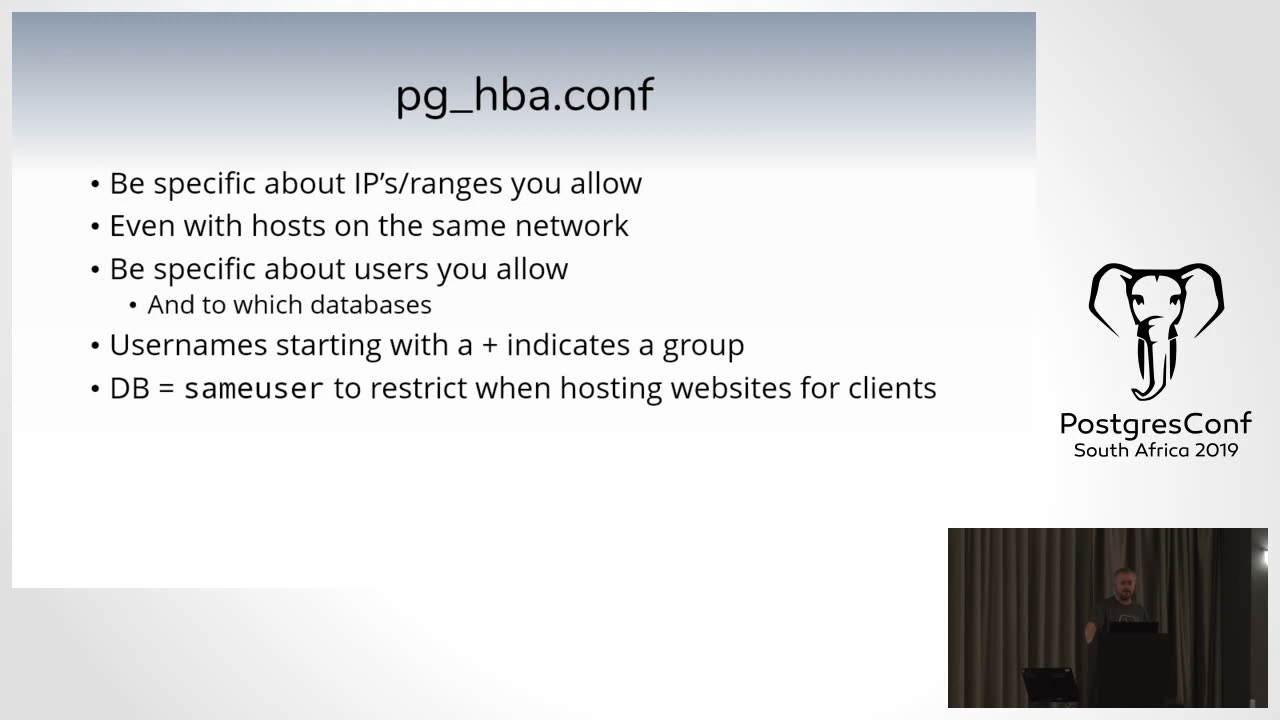 pg_hba.conf
• Be specific about IP’s/ranges you allow
• Even with hosts on the same network
• Be specific about users you allow
• And to which databases
• Usernames starting with a + indicates a group
• DB = sameuser to restrict when hosting websites for clients
PostgresConf
South Africa 2019